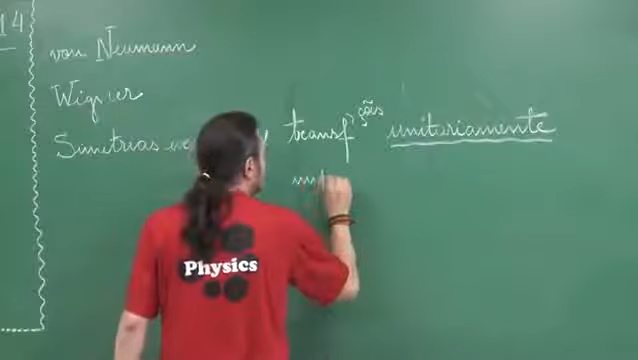 14
von Neumann
Wigner
Simetrias transf ções unitariamente
Physics